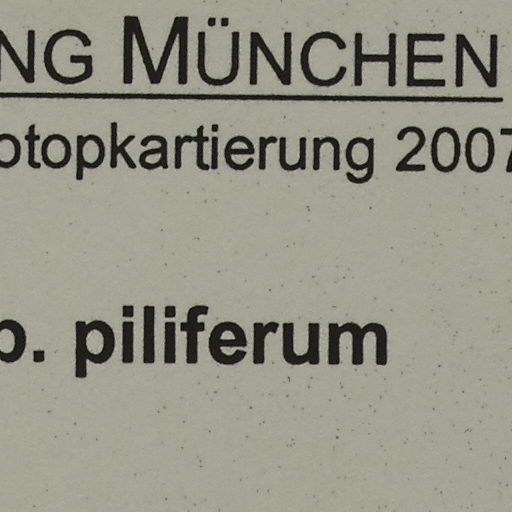 NG MÜNCHEN
otopkartierung 2007
p. piliferum